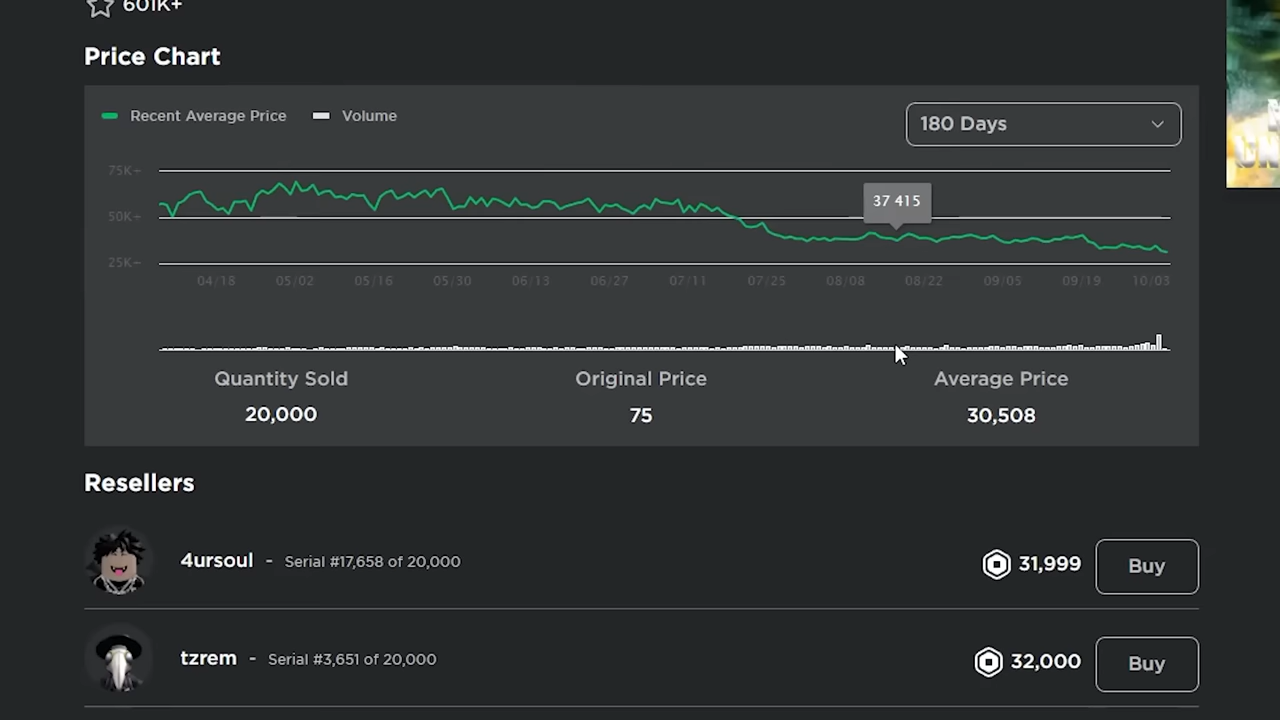 601K+
Price Chart
Recent Average Price Volume
180 Days
75K+
37 415
50K+
25K+
04/18 05/02 05/16 05/30 06/13 06/27 07/11 07/25 08/08 08/22 09/05 09/19 10/03
Quantity Sold Original Price Average Price
20,000 75 30,508
Resellers
4ursoul - Serial #17,658 of 20,000 31,999 Buy
tzrem - Serial #3,651 of 20,000 32,000 Buy